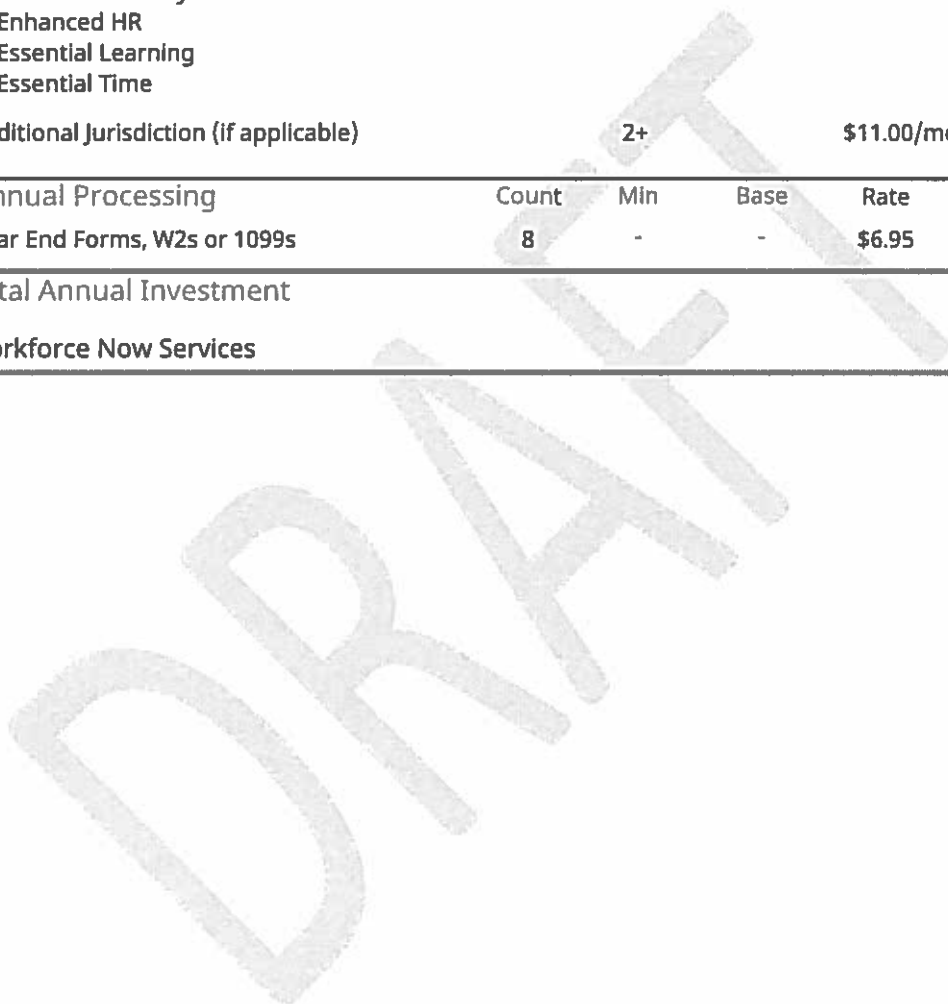 Enhanced HR
Essential Learning
Essential Time
ditional Jurisdiction (if applicable) 2+ $11.00/mo
nnual Processing Count Min Base Rate
ar End Forms, W2s or 1099s 8 - - $6.95
tal Annual Investment
orkforce Now Services
DRAFT